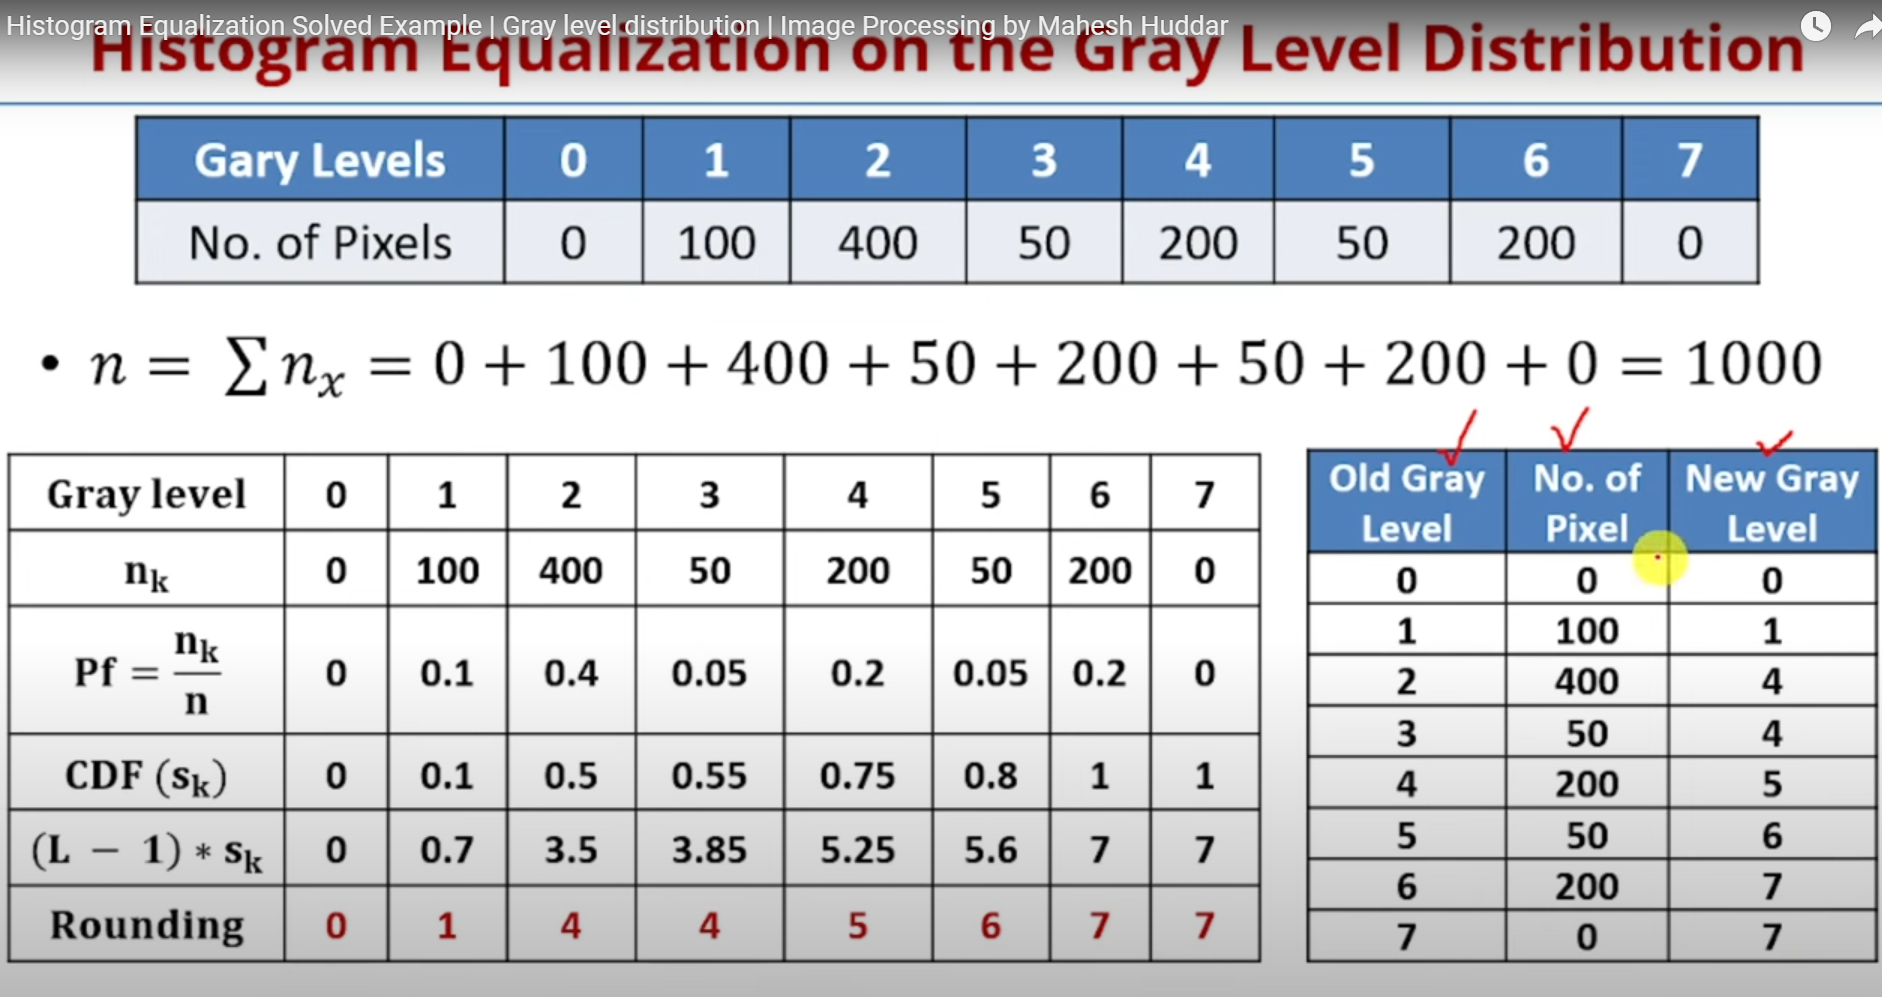 Histogram Equalization Solved Example | Gray level distribution | Image Processing by Mahesh Huddar
Histogram Equalization on the Gray Level Distribution
Gary Levels 0 1 2 3 4 5 6 7
No. of Pixels 0 100 400 50 200 50 200 0
• n = ∑ nₓ = 0 + 100 + 400 + 50 + 200 + 50 + 200 + 0 = 1000
Gray level 0 1 2 3 4 5 6 7
nₖ 0 100 400 50 200 50 200 0
Pf = nₖ/n 0 0.1 0.4 0.05 0.2 0.05 0.2 0
CDF (sₖ) 0 0.1 0.5 0.55 0.75 0.8 1 1
(L − 1) * sₖ 0 0.7 3.5 3.85 5.25 5.6 7 7
Rounding 0 1 4 4 5 6 7 7
Old Gray Level No. of Pixel New Gray Level
0 0 0
1 100 1
2 400 4
3 50 4
4 200 5
5 50 6
6 200 7
7 0 7